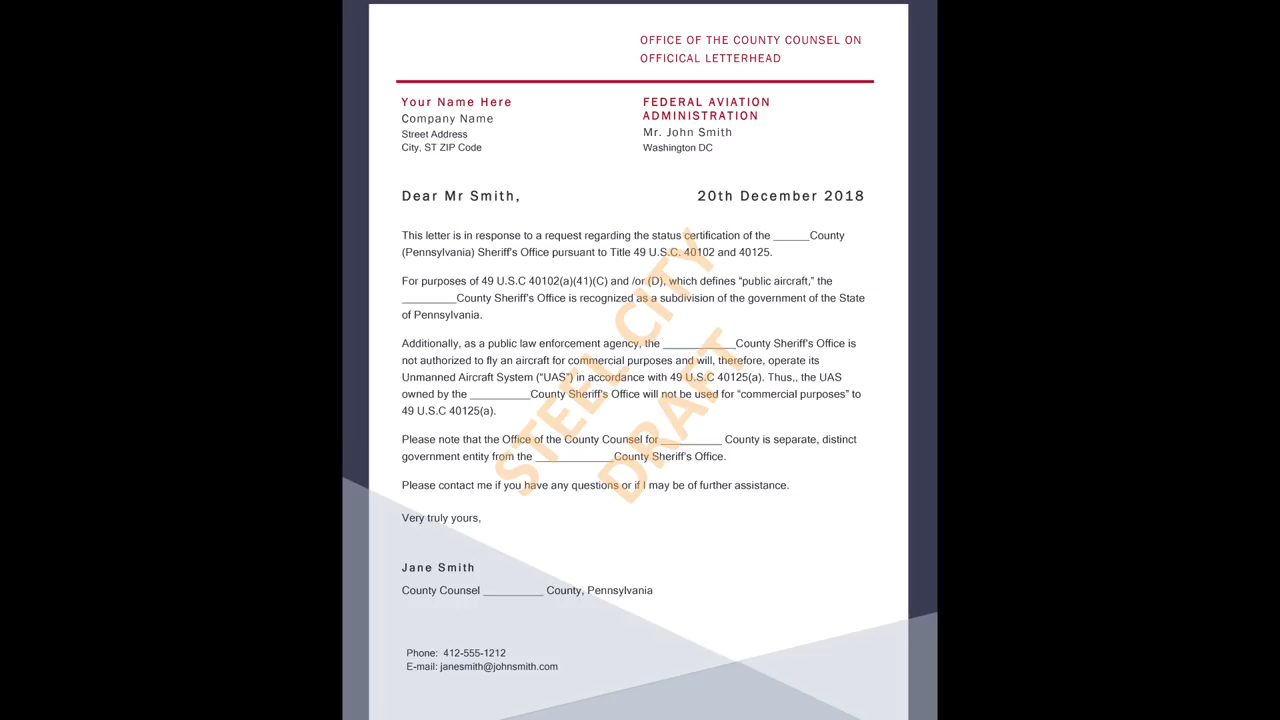 OFFICE OF THE COUNTY COUNSEL ON
OFFICICAL LETTERHEAD
Your Name Here
Company Name
Street Address
City, ST ZIP Code
FEDERAL AVIATION
ADMINISTRATION
Mr. John Smith
Washington DC
Dear Mr Smith,
20th December 2018
This letter is in response to a request regarding the status certification of the ______County
(Pennsylvania) Sheriff's Office pursuant to Title 49 U.S.C. 40102 and 40125.
For purposes of 49 U.S.C 40102(a)(41)(C) and /or (D), which defines “public aircraft,” the
_________County Sheriff's Office is recognized as a subdivision of the government of the State
of Pennsylvania.
Additionally, as a public law enforcement agency, the ____________County Sheriff's Office is
not authorized to fly an aircraft for commercial purposes and will, therefore, operate its
Unmanned Aircraft System (“UAS”) in accordance with 49 U.S.C 40125(a). Thus,, the UAS
owned by the __________County Sheriff's Office will not be used for “commercial purposes” to
49 U.S.C 40125(a).
Please note that the Office of the County Counsel for __________ County is separate, distinct
government entity from the _____________County Sheriff's Office.
Please contact me if you have any questions or if I may be of further assistance.
Very truly yours,
Jane Smith
County Counsel __________ County, Pennsylvania
Phone: 412-555-1212
E-mail: janesmith@johnsmith.com
STEEL CITY
DRAFT